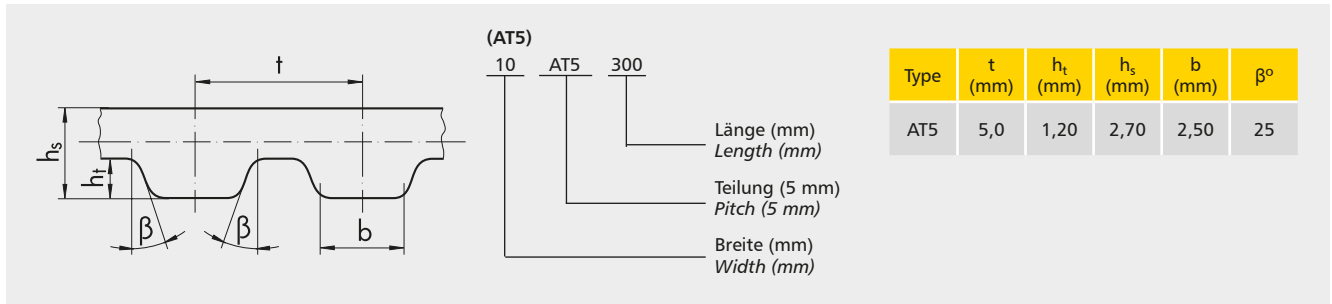 t
hs
ht
β
β
b
(AT5)
10 AT5 300
Länge (mm)
Length (mm)
Teilung (5 mm)
Pitch (5 mm)
Breite (mm)
Width (mm)
Type t (mm) ht (mm) hs (mm) b (mm) βº
AT5 5,0 1,20 2,70 2,50 25